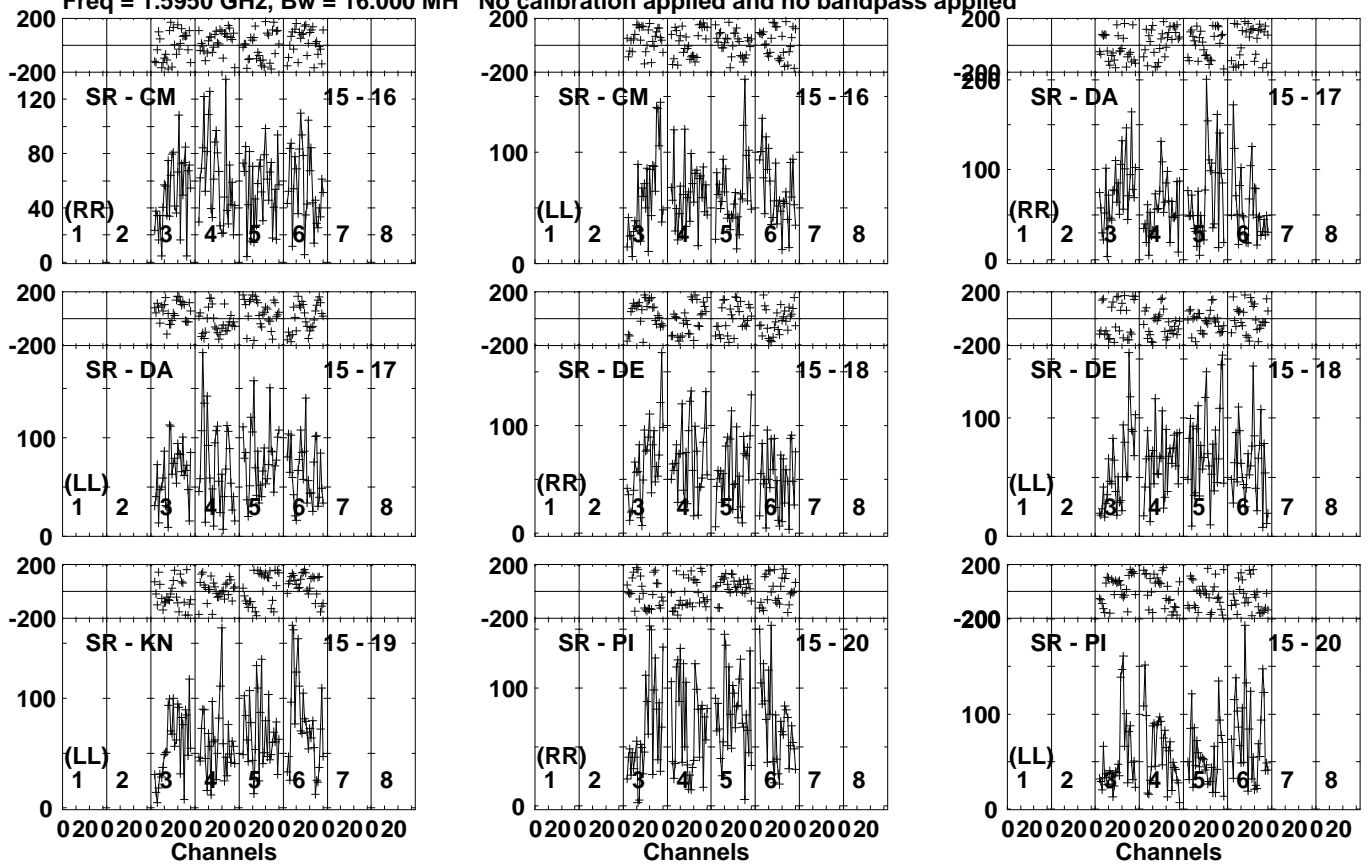 Freq = 1.5950 GHz, Bw = 16.000 MH No calibration applied and no bandpass applied
200 200 200
-200 -200 -200
SR - CM 15 - 16 SR - CM 15 - 16 200 SR - DA 15 - 17
120
100 100
80
40
(RR) (LL) (RR)
1 2 3 4 5 6 7 8 1 2 3 4 5 6 7 8 1 2 3 4 5 6 7 8
0 0 0
200 200 200
-200 -200 -200
SR - DA 15 - 17 SR - DE 15 - 18 SR - DE 15 - 18
100 100 100
(LL) (RR) (LL)
1 2 3 4 5 6 7 8 1 2 3 4 5 6 7 8 1 2 3 4 5 6 7 8
0 0 0
200 200 200
-200 -200 -200
SR - KN 15 - 19 SR - PI 15 - 20 200 SR - PI 15 - 20
100 100 100
(LL) (RR) (LL)
1 2 3 4 5 6 7 8 1 2 3 4 5 6 7 8 1 2 3 4 5 6 7 8
0 0 0
0 20 0 20 0 20 0 20 0 20 0 20 0 20 0 20 0 20 0 20 0 20 0 20 0 20 0 20 0 20 0 20 0 20 0 20 0 20 0 20 0 20 0 20 0 20 0 20
Channels Channels Channels